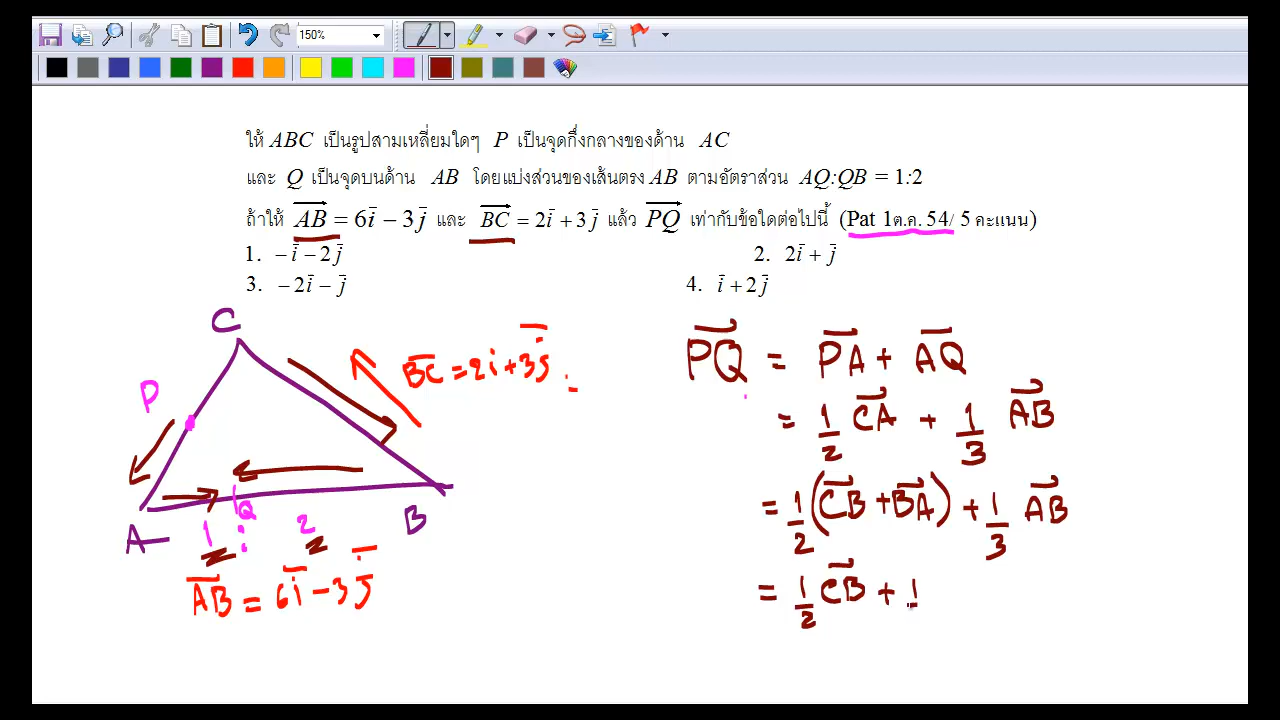 150%
ให้ ABC เป็นรูปสามเหลี่ยมใดๆ P เป็นจุดกึ่งกลางของด้าน AC
และ Q เป็นจุดบนด้าน AB โดยแบ่งส่วนของเส้นตรง AB ตามอัตราส่วน AQ:QB = 1:2
ถ้าให้ AB⃗ = 6i̅ − 3j̅ และ BC⃗ = 2i̅ + 3j̅ แล้ว PQ⃗ เท่ากับข้อใดต่อไปนี้ (Pat 1ต.ค. 54/ 5 คะแนน)
1. − i̅ − 2j̅ 2. 2i̅ + j̅
3. − 2i̅ − j̅ 4. i̅ + 2j̅
C
P
BC̅ = 2i + 3j̅
A
1
Q
2
B
AB̅ = 6i̅ − 3j̅
PQ⃗ = PA⃗ + AQ⃗
= 1/2 CA⃗ + 1/3 AB⃗
= 1/2 (CB⃗ + BA⃗) + 1/3 AB⃗
= 1/2 CB⃗ + 1